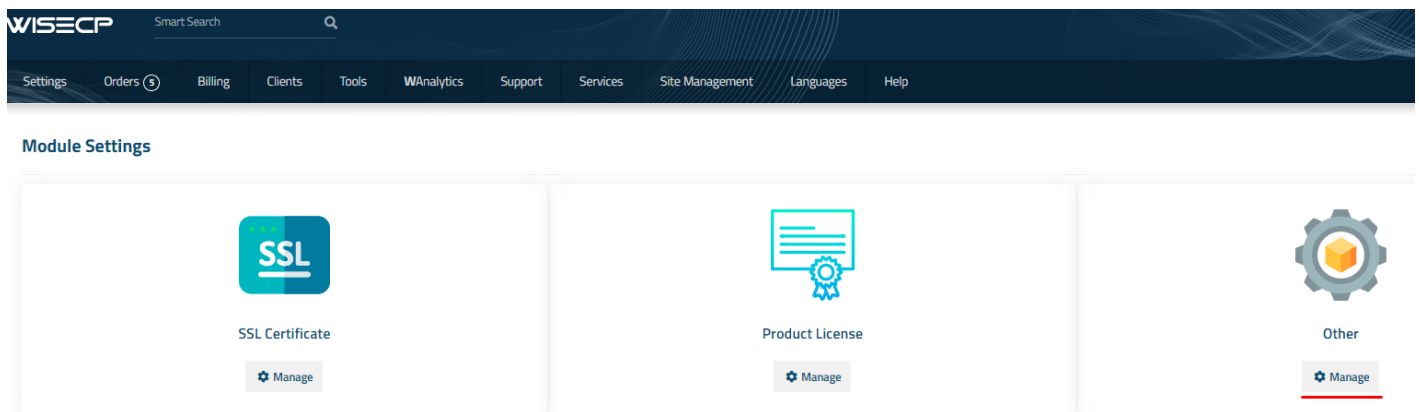 WISECP Smart Search
Settings Orders 5 Billing Clients Tools WAnalytics Support Services Site Management Languages Help
Module Settings
SSL
SSL Certificate Product License Other
Manage Manage Manage